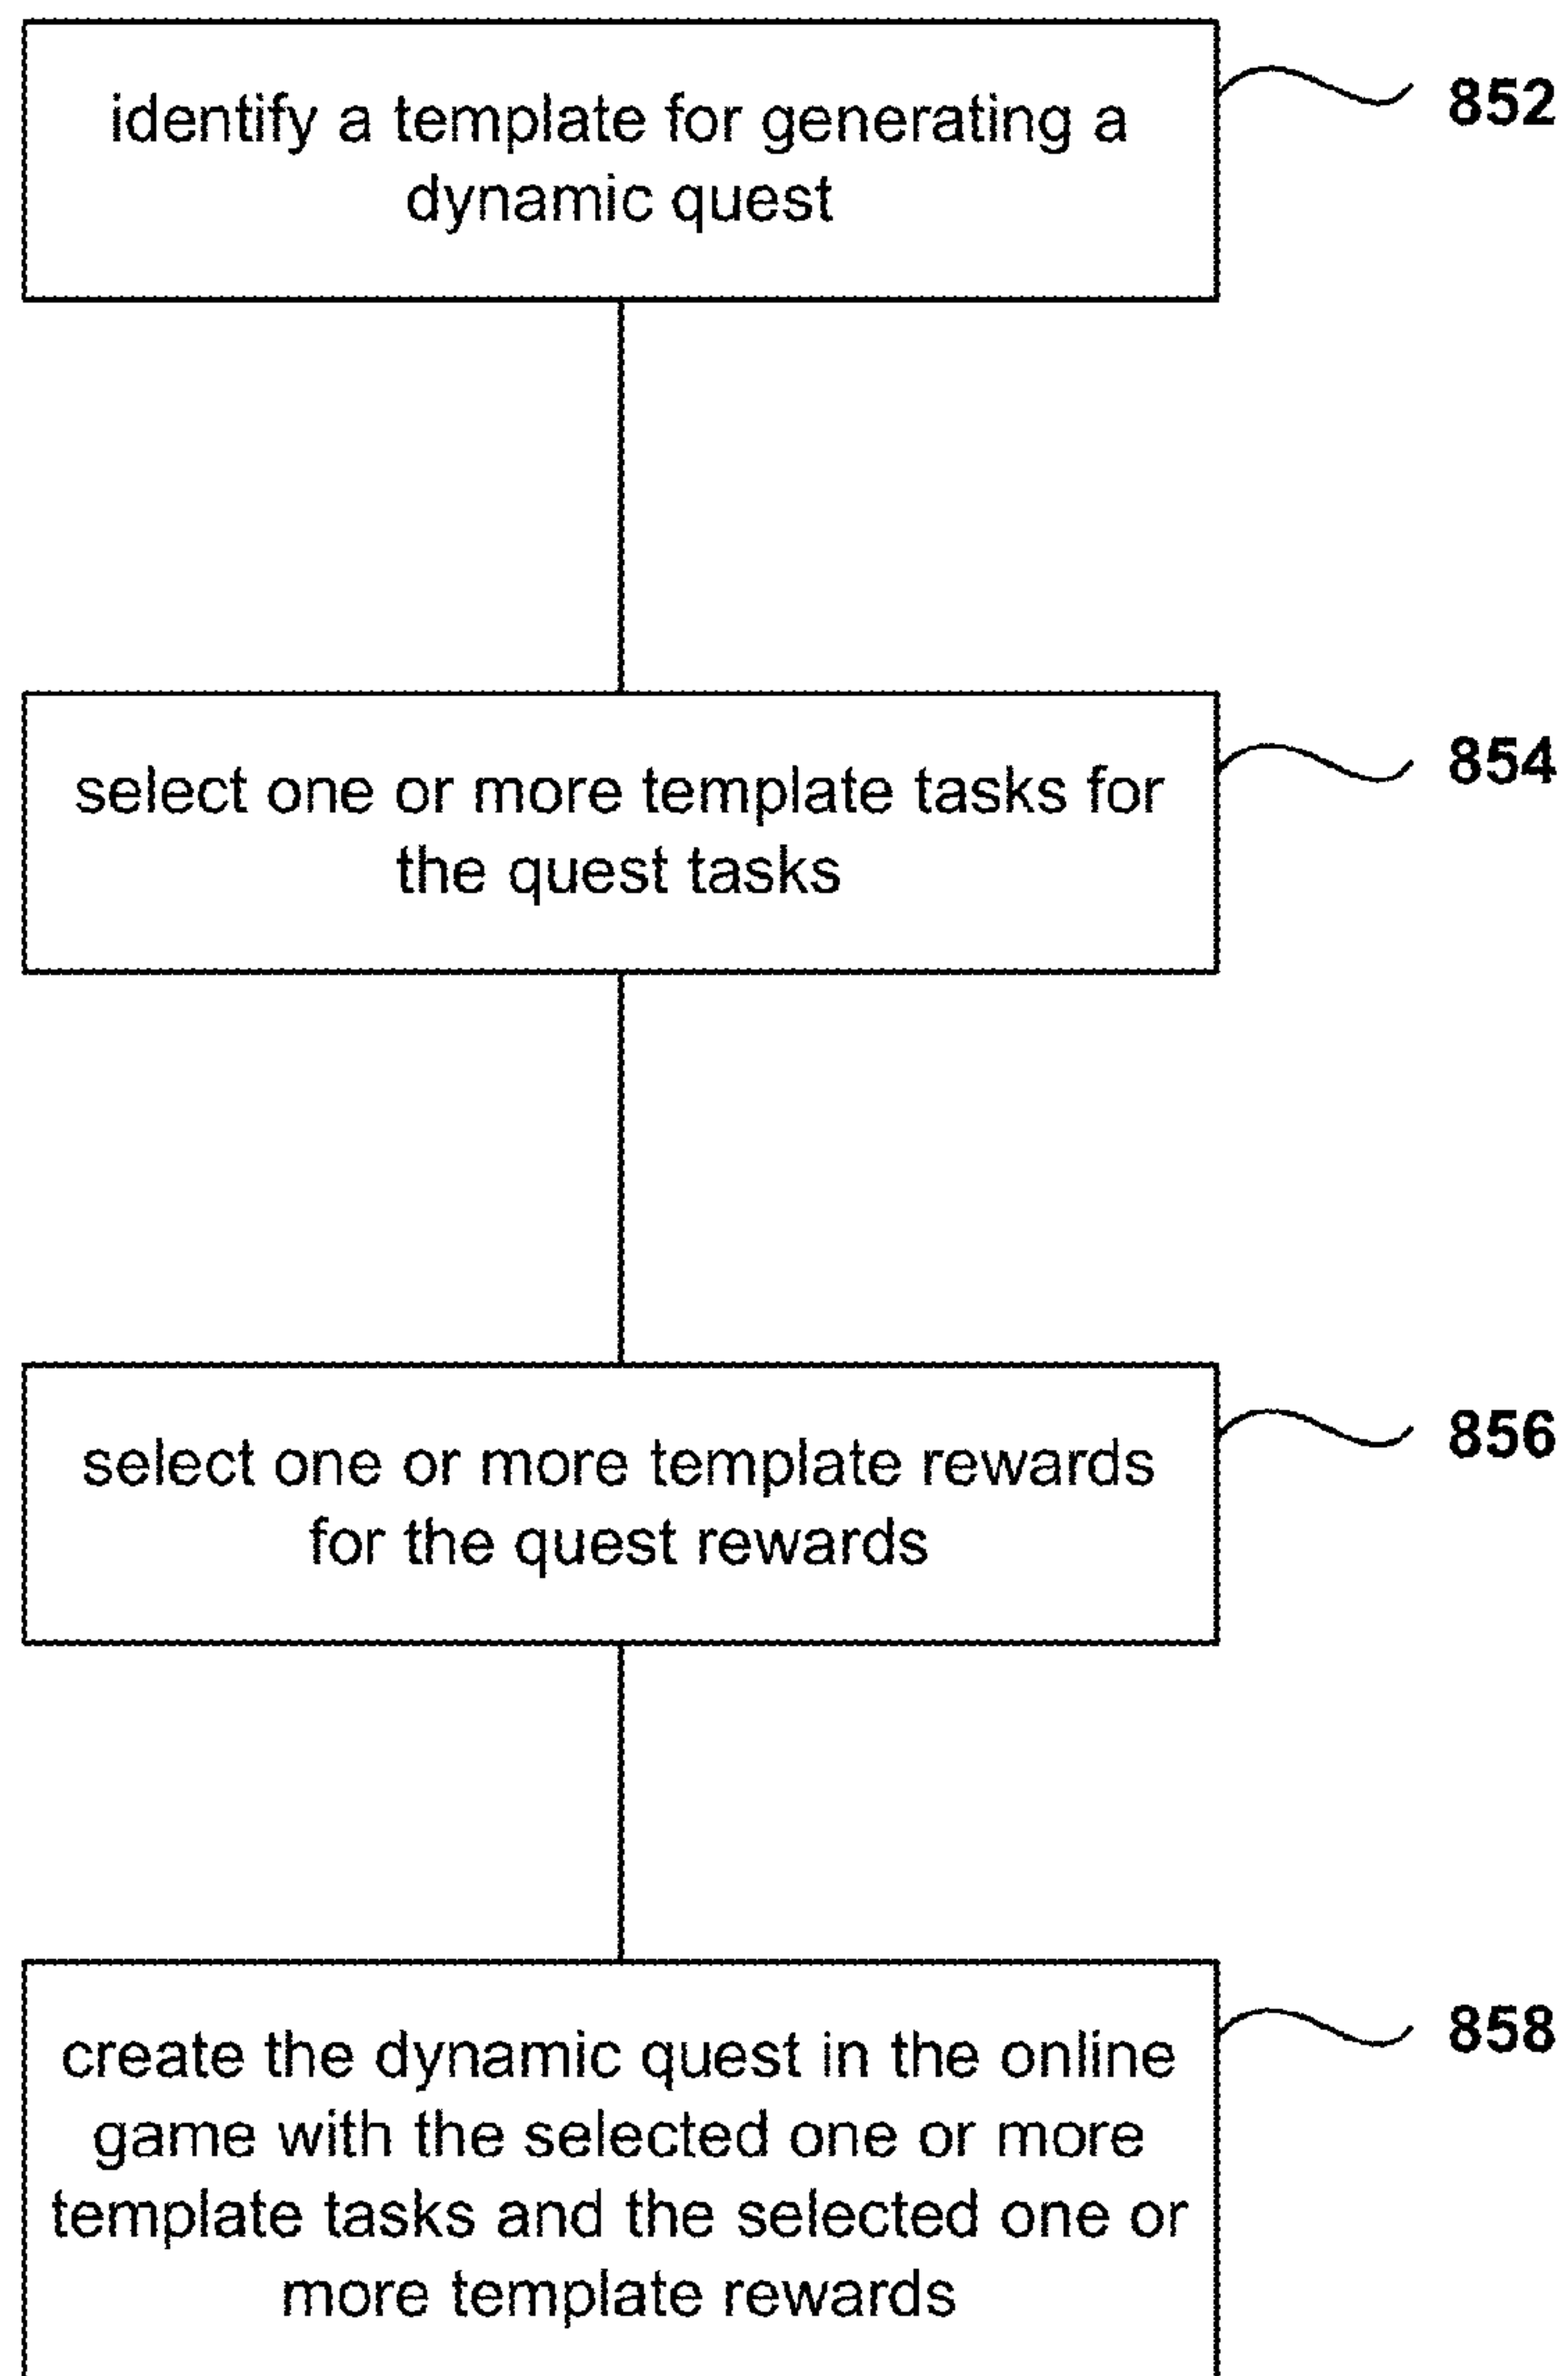 identify a template for generating a
dynamic quest
852
select one or more template tasks for
the quest tasks
854
select one or more template rewards
for the quest rewards
856
create the dynamic quest in the online
game with the selected one or more
template tasks and the selected one or
more template rewards
858